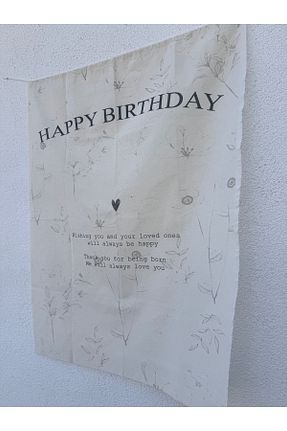 HAPPY BIRTHDAY
Wishing you and your loved ones
will always be happy
Thank you for being born
We will always love you